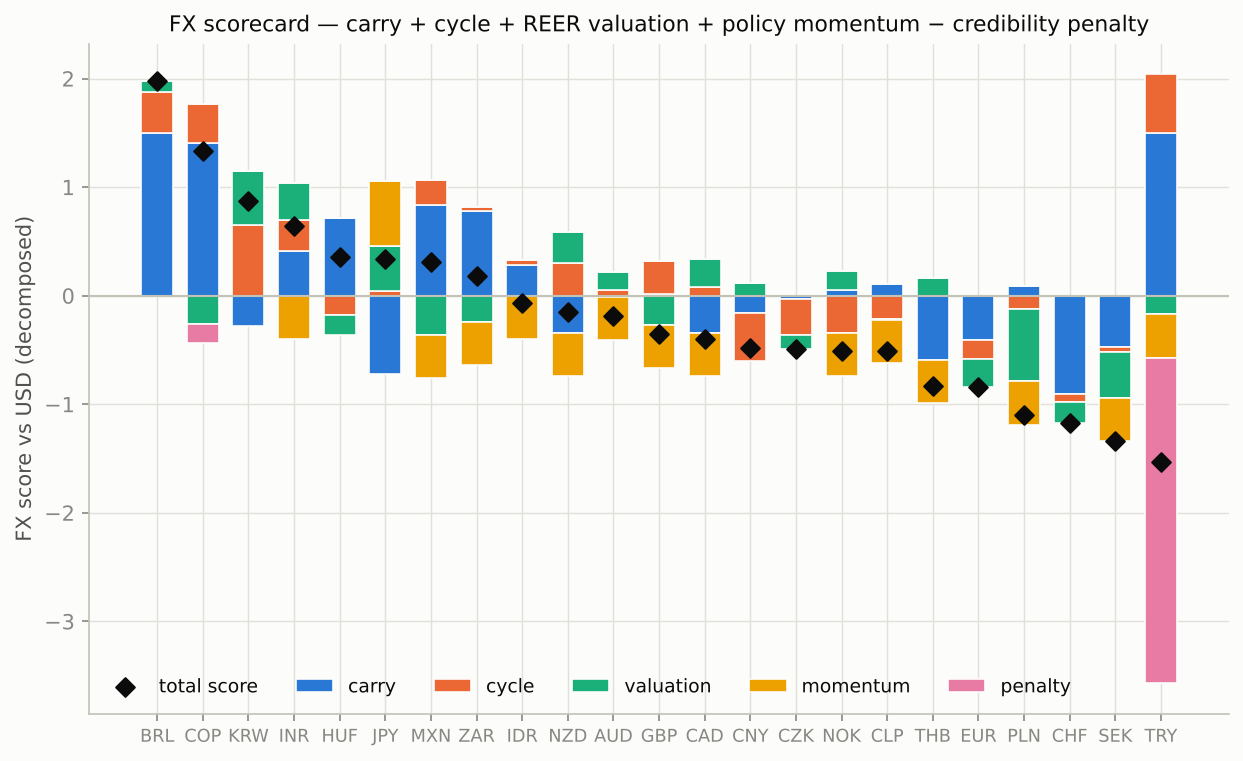 FX scorecard — carry + cycle + REER valuation + policy momentum − credibility penalty
FX score vs USD (decomposed)
2
1
0
−1
−2
−3
total score carry cycle valuation momentum penalty
BRL COP KRW INR HUF JPY MXN ZAR IDR NZD AUD GBP CAD CNY CZK NOK CLP THB EUR PLN CHF SEK TRY